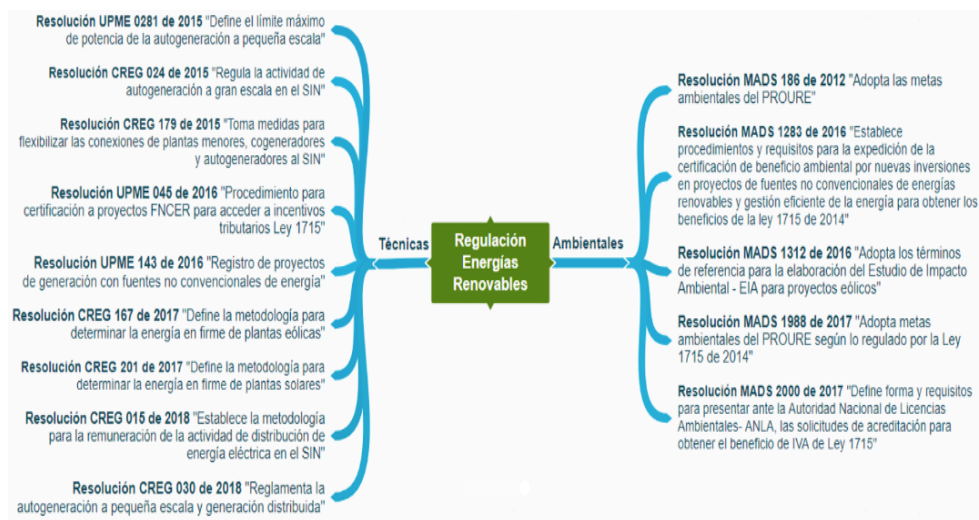 Resolución UPME 0281 de 2015 "Define el límite máximo
de potencia de la autogeneración a pequeña escala"
Resolución CREG 024 de 2015 "Regula la actividad de
autogeneración a gran escala en el SIN"
Resolución CREG 179 de 2015 "Toma medidas para
flexibilizar las conexiones de plantas menores, cogeneradores
y autogeneradores al SIN"
Resolución UPME 045 de 2016 "Procedimiento para
certificación a proyectos FNCER para acceder a incentivos
tributarios Ley 1715"
Resolución UPME 143 de 2016 "Registro de proyectos
de generación con fuentes no convencionales de energía"
Resolución CREG 167 de 2017 "Define la metodología para
determinar la energía en firme de plantas eólicas"
Resolución CREG 201 de 2017 "Define la metodología para
determinar la energía en firme de plantas solares"
Resolución CREG 015 de 2018 "Establece la metodología
para la remuneración de la actividad de distribución de
energía eléctrica en el SIN"
Resolución CREG 030 de 2018 "Reglamenta la
autogeneración a pequeña escala y generación distribuida"
Técnicas
Regulación
Energías
Renovables
Ambientales
Resolución MADS 186 de 2012 "Adopta las metas
ambientales del PROURE"
Resolución MADS 1283 de 2016 "Establece
procedimientos y requisitos para la expedición de la
certificación de beneficio ambiental por nuevas inversiones
en proyectos de fuentes no convencionales de energías
renovables y gestión eficiente de la energía para obtener los
beneficios de la ley 1715 de 2014"
Resolución MADS 1312 de 2016 "Adopta los términos
de referencia para la elaboración del Estudio de Impacto
Ambiental - EIA para proyectos eólicos"
Resolución MADS 1988 de 2017 "Adopta metas
ambientales del PROURE según lo regulado por la Ley
1715 de 2014"
Resolución MADS 2000 de 2017 "Define forma y requisitos
para presentar ante la Autoridad Nacional de Licencias
Ambientales- ANLA, las solicitudes de acreditación para
obtener el beneficio de IVA de Ley 1715"